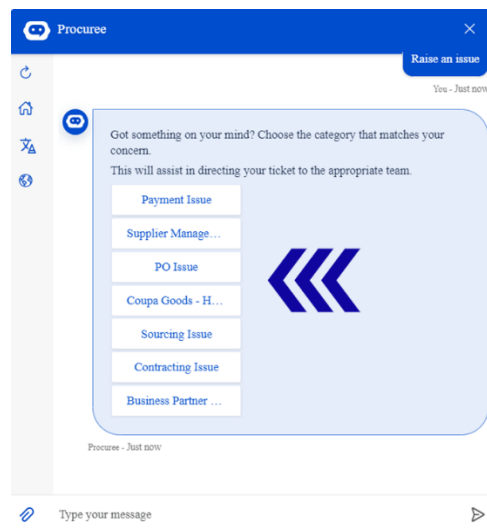 Procuree
Raise an issue
You - Just now
Got something on your mind? Choose the category that matches your
concern.
This will assist in directing your ticket to the appropriate team.
Payment Issue
Supplier Manage…
PO Issue
Coupa Goods - H…
Sourcing Issue
Contracting Issue
Business Partner …
Procuree - Just now
Type your message